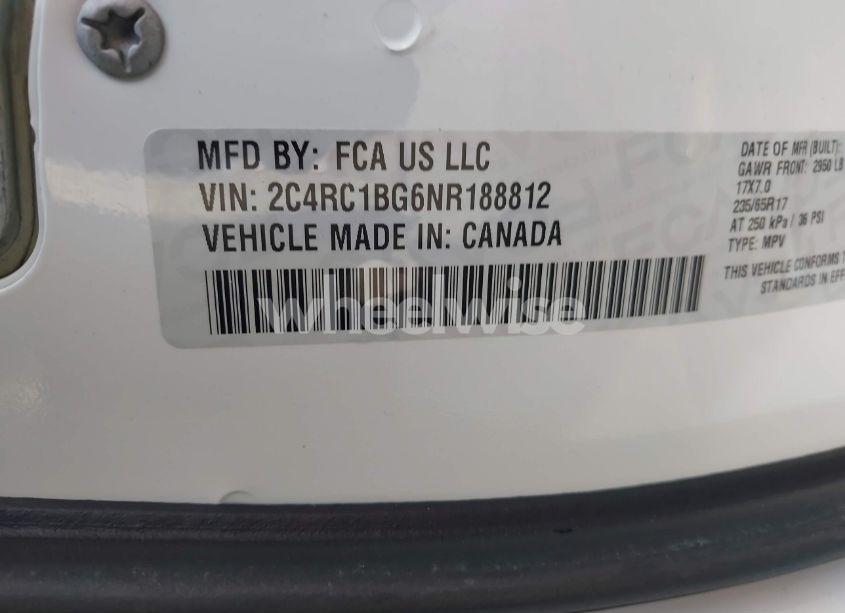 MFD BY: FCA US LLC
VIN: 2C4RC1BG6NR188812
VEHICLE MADE IN: CANADA
wheelwise
DATE OF MFR (BUILT):
GAWR FRONT: 2950 LB
17X7.0
235/65R17
AT 250 kPa / 36 PSI
TYPE: MPV
THIS VEHICLE CONFORMS T
STANDARDS IN EFF